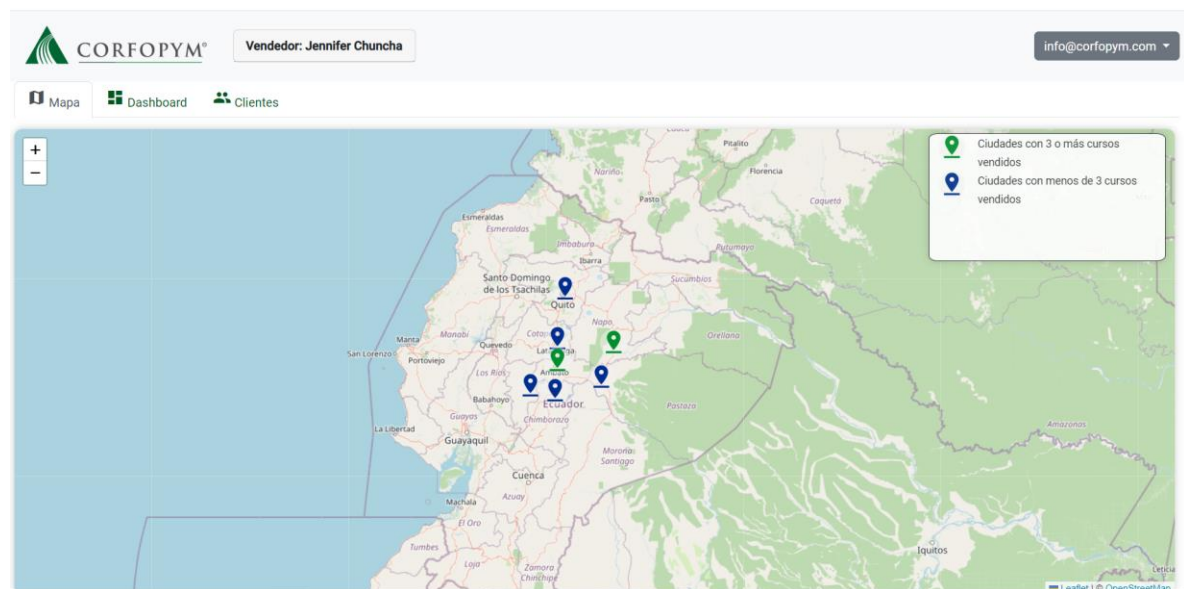 CORFOPYM®
Vendedor: Jennifer Chuncha
info@corfopym.com
Mapa
Dashboard
Clientes
+
−
Ciudades con 3 o más cursos
vendidos
Ciudades con menos de 3 cursos
vendidos
Pitalito
Florencia
Nariño
Pasto
Caquetá
Esmeraldas
Esmeraldas
Imbabura
Putumayo
Ibarra
Santo Domingo
de los Tsáchilas
Sucumbíos
Quito
Napo
Manta
Manabí
Orellana
Quevedo
San Lorenzo
Portoviejo
Los Ríos
Ambato
Babahoyo
Ecuador
Pastaza
Guayas
Chimborazo
La Libertad
Amazonas
Guayaquil
Morona
Santiago
Cuenca
Azuay
Machala
El Oro
Tumbes
Iquitos
Loja
Zamora
Chinchipe
Leticia
Leaflet | © OpenStreetMap